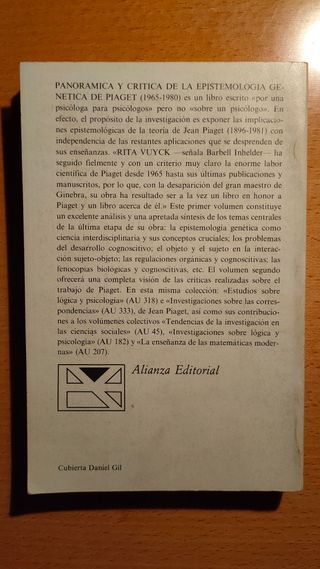 PANORAMICA Y CRITICA DE LA EPISTEMOLOGIA GE-
NETICA DE PIAGET (1965-1980) es un libro escrito «por una
psicóloga para psicólogos» pero no «sobre un psicólogo». En
efecto, el propósito de la investigación es exponer las implicacio-
nes epistemológicas de la teoría de Jean Piaget (1896-1981) con
independencia de las restantes aplicaciones que se desprenden de
sus enseñanzas. «RITA VUYCK —señala Barbell Inhelder— ha
seguido fielmente y con un criterio muy claro la enorme labor
científica de Piaget desde 1965 hasta sus últimas publicaciones y
manuscritos, por lo que, con la desaparición del gran maestro de
Ginebra, su obra ha resultado ser a la vez un libro en honor a
Piaget y un libro acerca de él.» Este primer volumen constituye
un excelente análisis y una apretada síntesis de los temas centrales
de la última etapa de su obra: la epistemología genética como
ciencia interdisciplinaria y sus conceptos cruciales; los problemas
del desarrollo cognoscitivo; el objeto y el sujeto en la interac-
ción sujeto-objeto; las regulaciones orgánicas y cognoscitivas; las
fenocopias biológicas y cognoscitivas, etc. El volumen segundo
ofrecerá una completa visión de las críticas realizadas sobre el
trabajo de Piaget. En esta misma colección: «Estudios sobre
lógica y psicología» (AU 318) e «Investigaciones sobre las corres-
pondencias» (AU 333), de Jean Piaget, así como sus contribucio-
nes a los volúmenes colectivos «Tendencias de la investigación en
las ciencias sociales» (AU 45), «Investigaciones sobre lógica y
psicología» (AU 182) y «La enseñanza de las matemáticas moder-
nas» (AU 207).
Alianza Editorial
Cubierta Daniel Gil